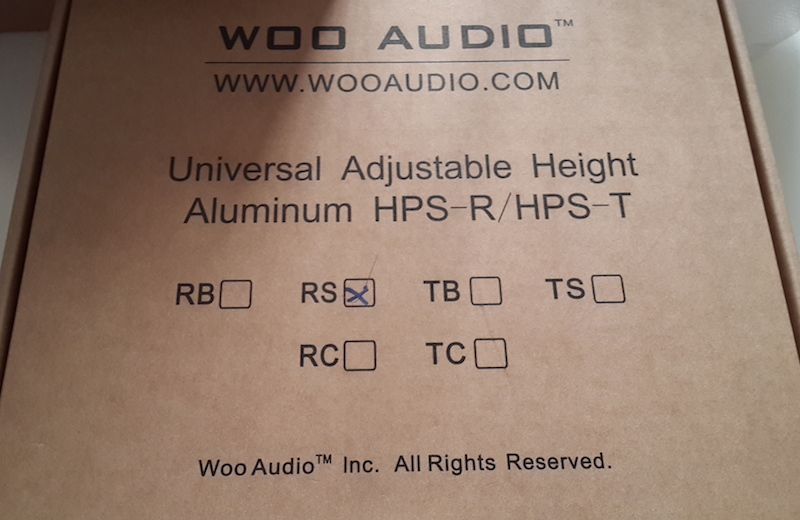 WOO AUDIO™
WWW.WOOAUDIO.COM
Universal Adjustable Height
Aluminum HPS-R/HPS-T
RB☐ RS☒ TB☐ TS☐
RC☐ TC☐
Woo Audio™ Inc. All Rights Reserved.